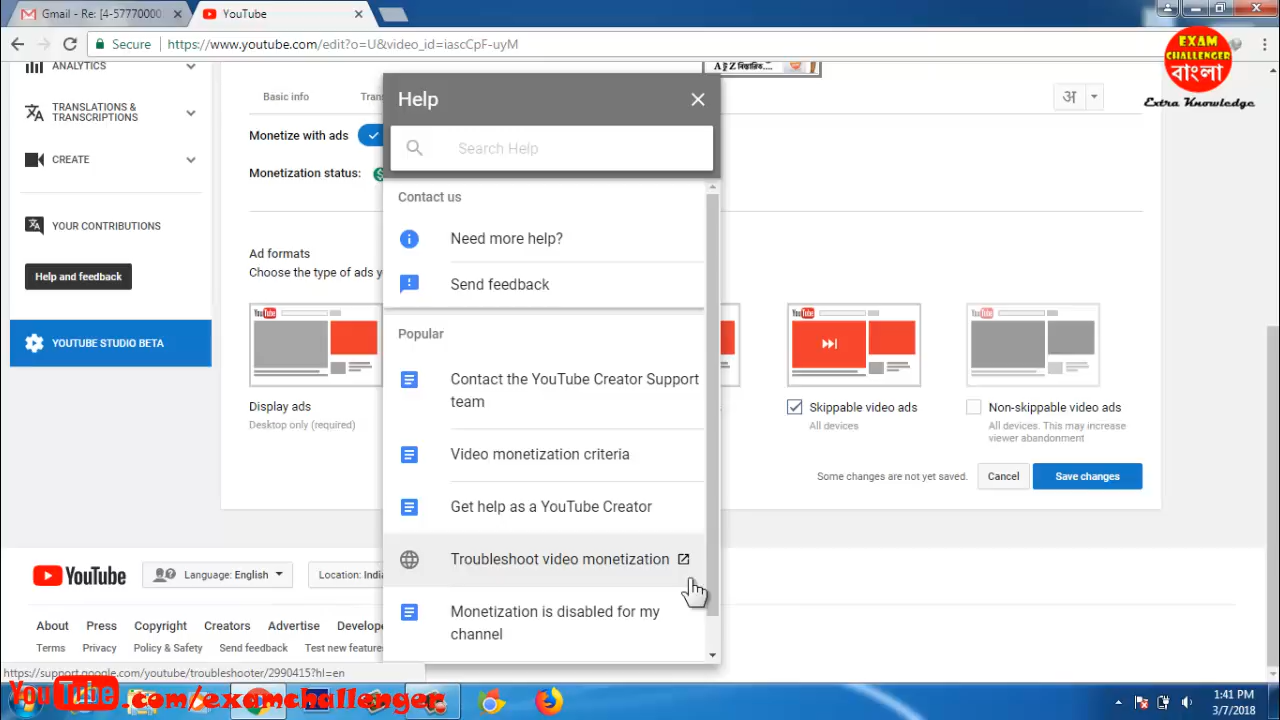 Gmail - Re: [4-57770000
YouTube
Secure
https://www.youtube.com/edit?o=U&video_id=iascCpFXyM
EXAM
CHALLENGER
বাংলা
Extra Knowledge
ANALYTICS
TRANSLATIONS &
TRANSCRIPTIONS
CREATE
YOUR CONTRIBUTIONS
Help and feedback
YOUTUBE STUDIO BETA
A টু Z বিস্তারিত....
Basic info
Tran
अ
Monetize with ads
Monetization status:
Ad formats
Choose the type of ads y
Display ads
Desktop only (required)
Skippable video ads
All devices
Non-skippable video ads
All devices. This may increase
viewer abandonment
Some changes are not yet saved.
Cancel
Save changes
Help
Search Help
Contact us
Need more help?
Send feedback
Popular
Contact the YouTube Creator Support
team
Video monetization criteria
Get help as a YouTube Creator
Troubleshoot video monetization
Monetization is disabled for my
channel
YouTube
Language: English
Location: Indi
About Press Copyright Creators Advertise Develope
Terms Privacy Policy & Safety Send feedback Test new feature
https://support.google.com/youtube/troubleshooter/2990415?hl=en
YouTube.com/examchallenger
1:41 PM
3/7/2018